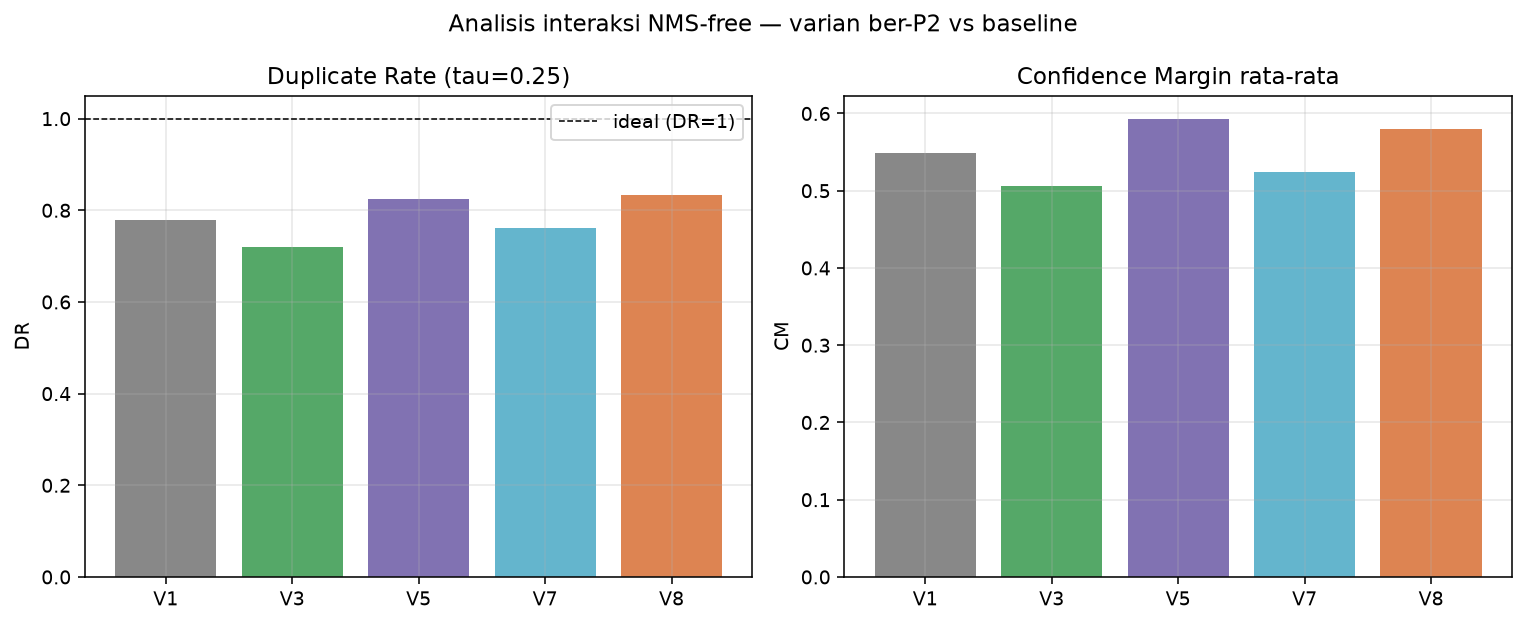 Analisis interaksi NMS-free — varian ber-P2 vs baseline
Duplicate Rate (tau=0.25)
ideal (DR=1)
1.0
0.8
0.6
0.4
0.2
0.0
DR
V1 V3 V5 V7 V8
Confidence Margin rata-rata
0.6
0.5
0.4
0.3
0.2
0.1
0.0
CM
V1 V3 V5 V7 V8